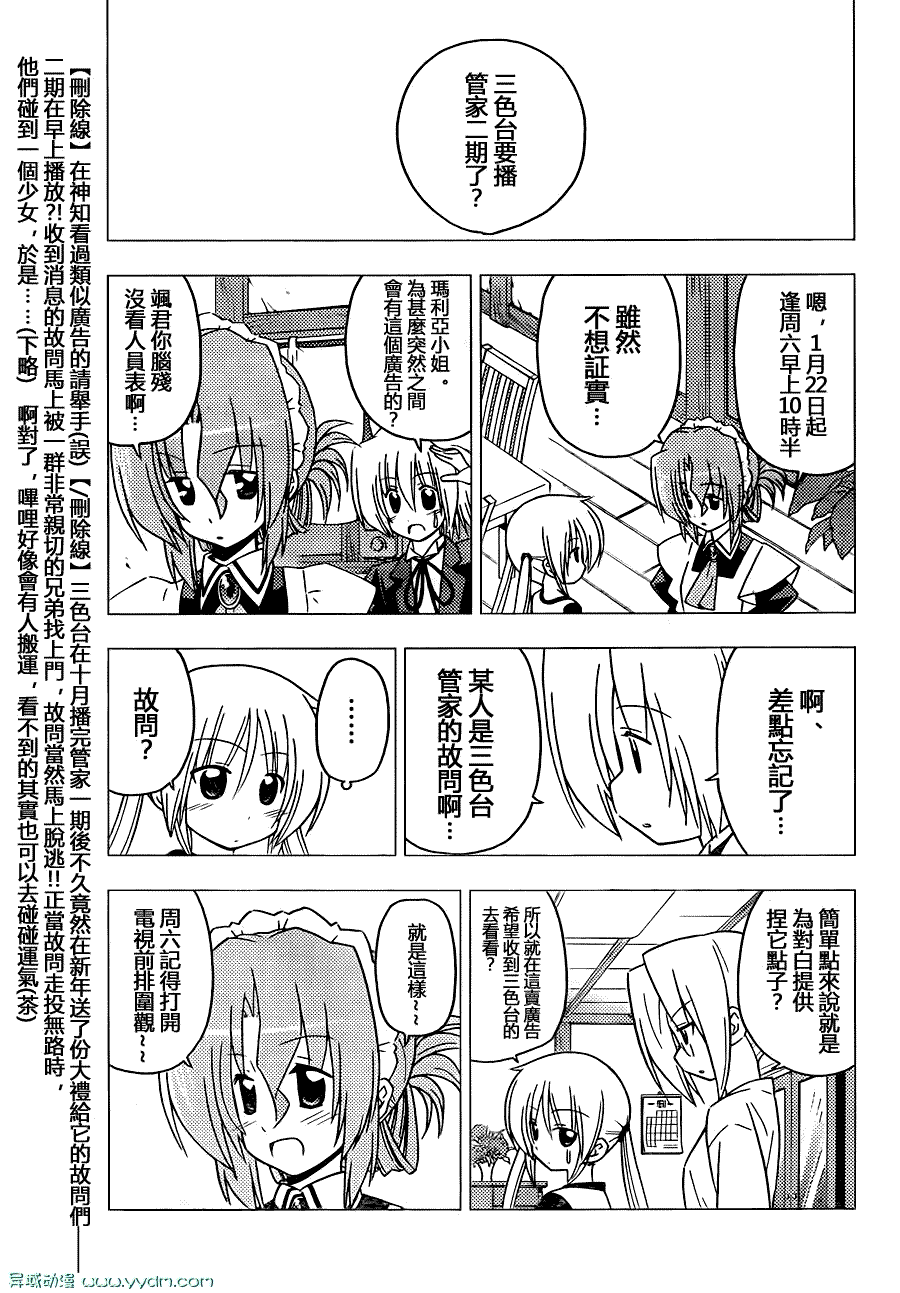 三色台要播
管家二期了？
嗯，1月22日起
逢周六早上10時半
雖然
不想証實…
瑪利亞小姐。
為甚麼突然之間
會有這個廣告的？
颯君你腦殘
沒看人員表啊…
啊、
差點忘記了…
某人是三色台
管家的故問啊…
……
故問？
簡單點來說就是
為對白提供
捏它點子？
所以就在這賣廣告
希望收到三色台的
去看看？
就是這樣~~
周六記得打開
電視前排圍觀~~
【刪除線】在神知看過類似廣告的請舉手(誤)【/刪除線】三色台在十月播完管家一期後不久竟然在新年送了份大禮給它的故問們
二期在早上播放?!收到消息的故問馬上被一群非常親切的兄弟找上門，故問當然馬上脫逃!!正當故問走投無路時，
他們碰到一個少女，於是……(下略)　啊對了，嗶哩好像會有人搬運，看不到的其實也可以去碰碰運氣(茶)
异域动漫 www.yydm.com